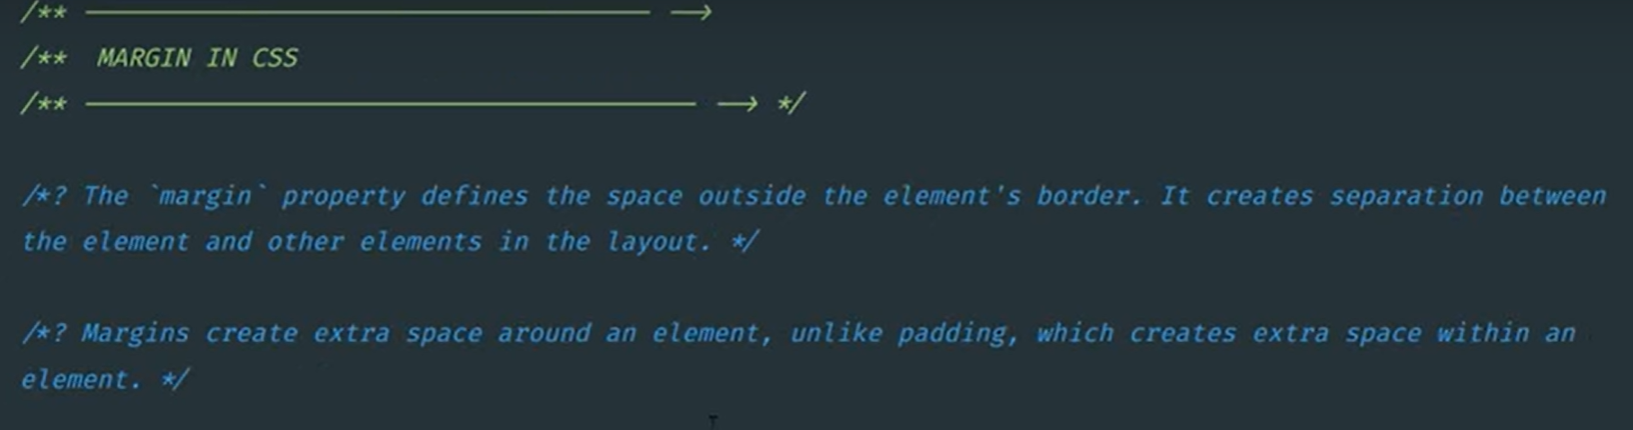 /** ------------------------------------- -->
/**  MARGIN IN CSS
/** ---------------------------------------- --> */
/*? The `margin` property defines the space outside the element's border. It creates separation between
the element and other elements in the layout. */
/*? Margins create extra space around an element, unlike padding, which creates extra space within an
element. */